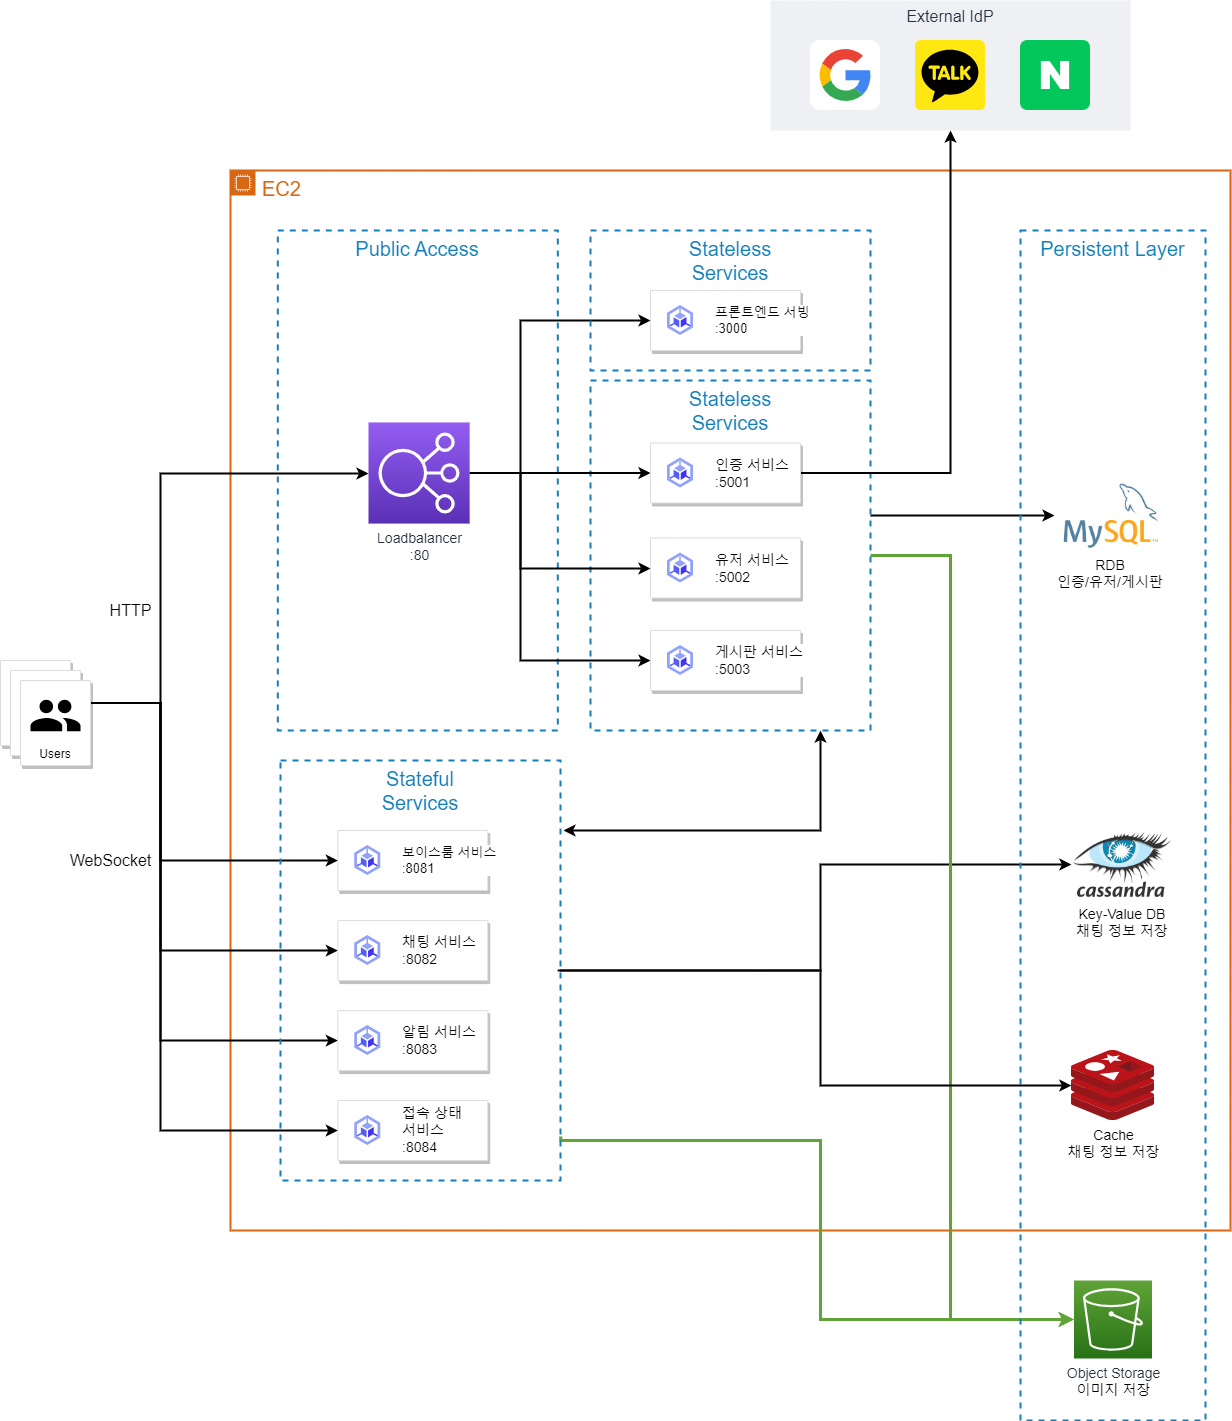 External IdP
G
TALK
N
EC2
Public Access
Stateless
Services
Persistent Layer
프론트엔드 서빙
:3000
Stateless
Services
인증 서비스
:5001
Loadbalancer
:80
유저 서비스
:5002
게시판 서비스
:5003
MySQL
TM
RDB
인증/유저/게시판
HTTP
Users
WebSocket
Stateful
Services
보이스룸 서비스
:8081
채팅 서비스
:8082
알림 서비스
:8083
접속 상태
서비스
:8084
cassandra
Key-Value DB
채팅 정보 저장
Cache
채팅 정보 저장
Object Storage
이미지 저장